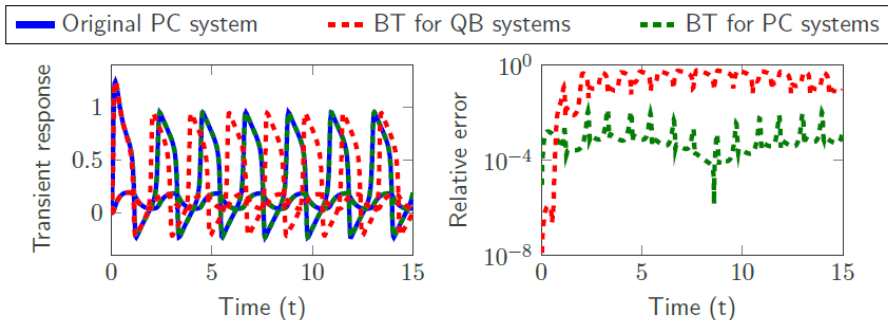 Original PC system
BT for QB systems
BT for PC systems
Transient response
1
0.5
0
0
5
10
15
Time (t)
Relative error
10^0
10^−4
10^−8
0
5
10
15
Time (t)